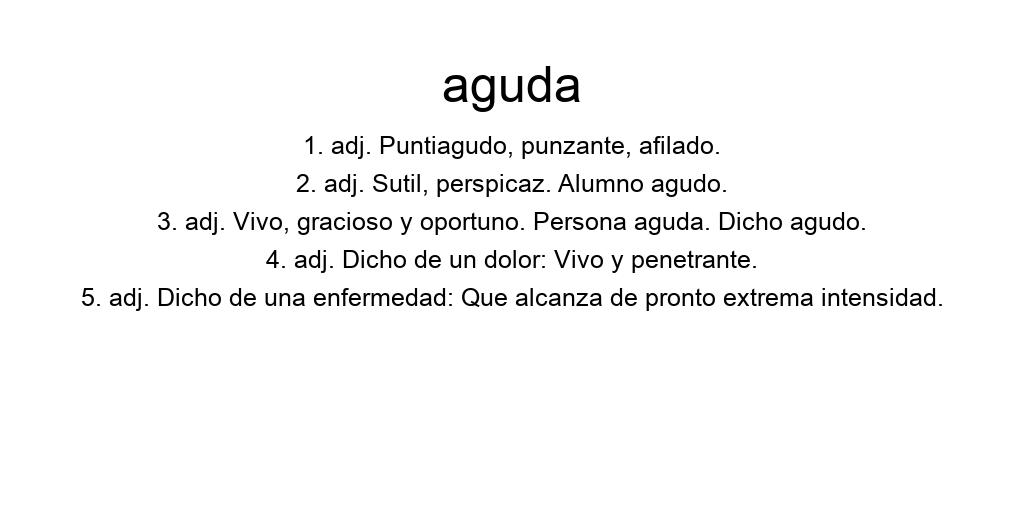 aguda
1. adj. Puntiagudo, punzante, afilado.
2. adj. Sutil, perspicaz. Alumno agudo.
3. adj. Vivo, gracioso y oportuno. Persona aguda. Dicho agudo.
4. adj. Dicho de un dolor: Vivo y penetrante.
5. adj. Dicho de una enfermedad: Que alcanza de pronto extrema intensidad.